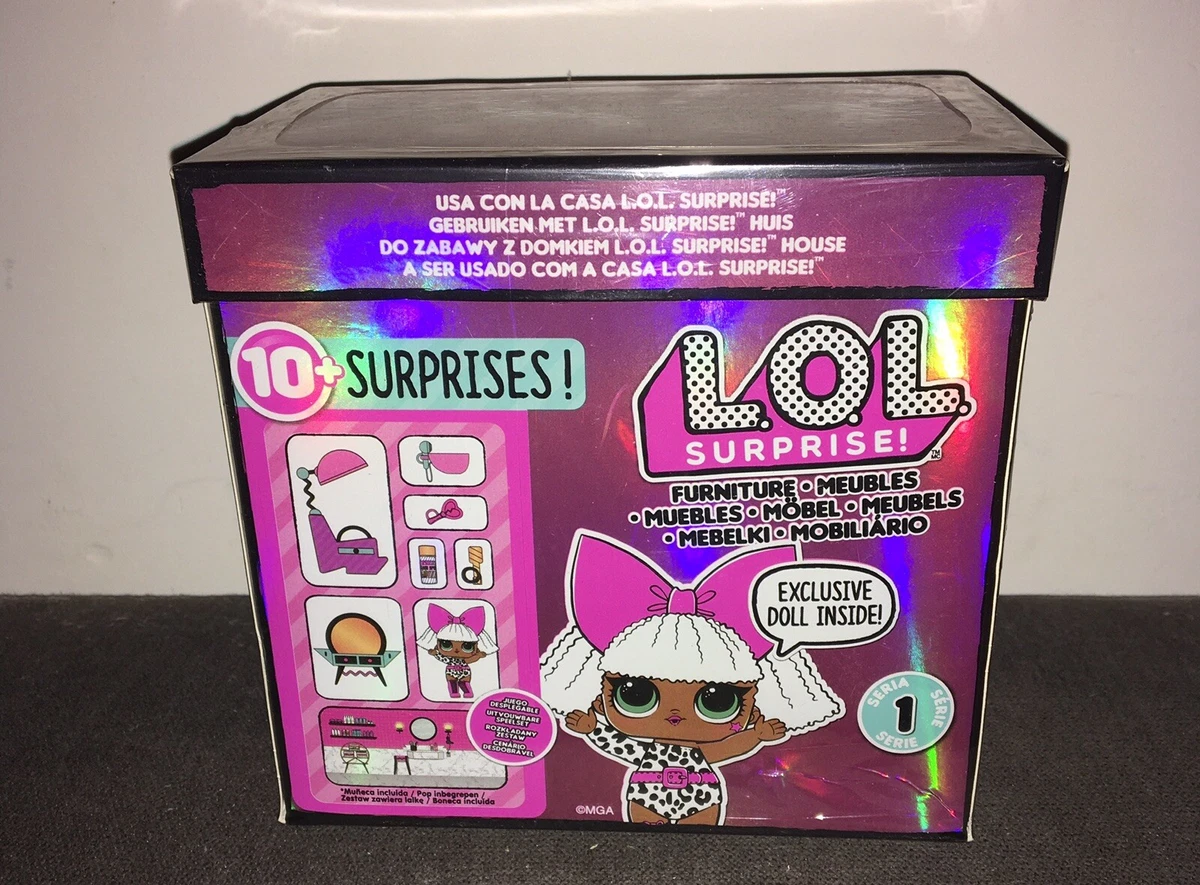 USA CON LA CASA L.O.L. SURPRISE!™
GEBRUIKEN MET L.O.L. SURPRISE!™ HUIS
DO ZABAWY Z DOMKIEM L.O.L. SURPRISE!™ HOUSE
A SER USADO COM A CASA L.O.L. SURPRISE!™
10+ SURPRISES!
L.O.L.
SURPRISE!
TM
MC
FURNITURE • MEUBLES
• MUEBLES • MÖBEL • MEUBELS
• MEBELKI • MOBILIÁRIO
EXCLUSIVE
DOLL INSIDE!
SERIA
SÉRIE
1
SERIE
JUEGO
DESPLEGABLE
UITVOUWBARE
SPEELSET
ROZKŁADANY
ZESTAW
CENÁRIO
DESDOBRÁVEL
*Muñeca incluida / Pop inbegrepen /
Zestaw zawiera lalkę / Boneca incluida
©MGA